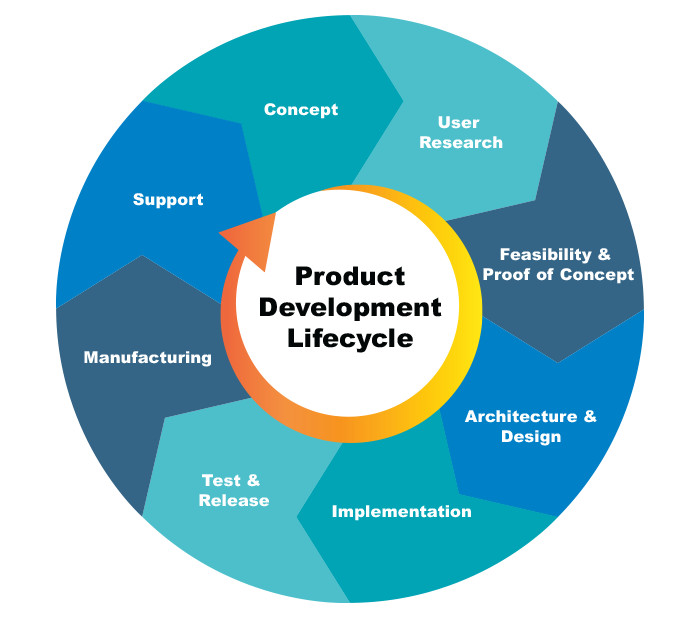 Concept
User
Research
Feasibility &
Proof of Concept
Architecture &
Design
Implementation
Test &
Release
Manufacturing
Support
Product
Development
Lifecycle